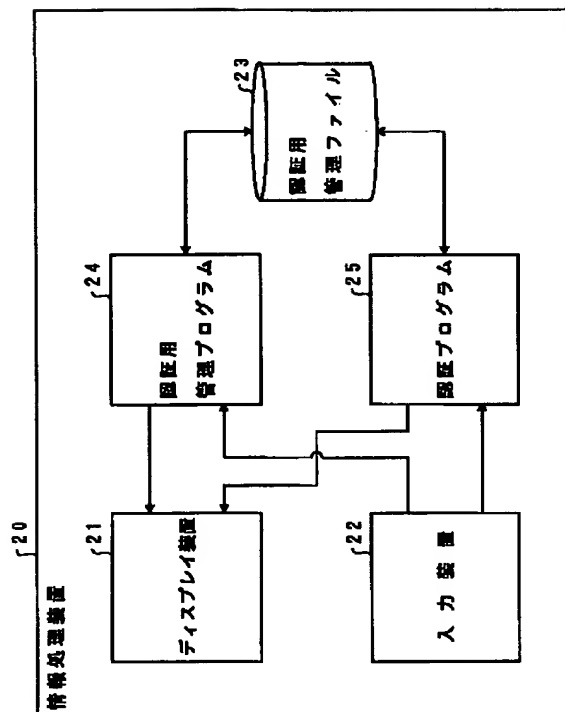 20
情報処理装置
21
ディスプレイ装置
24
認証用
管理プログラム
23
認証用
管理ファイル
22
入力装置
25
認証プログラム